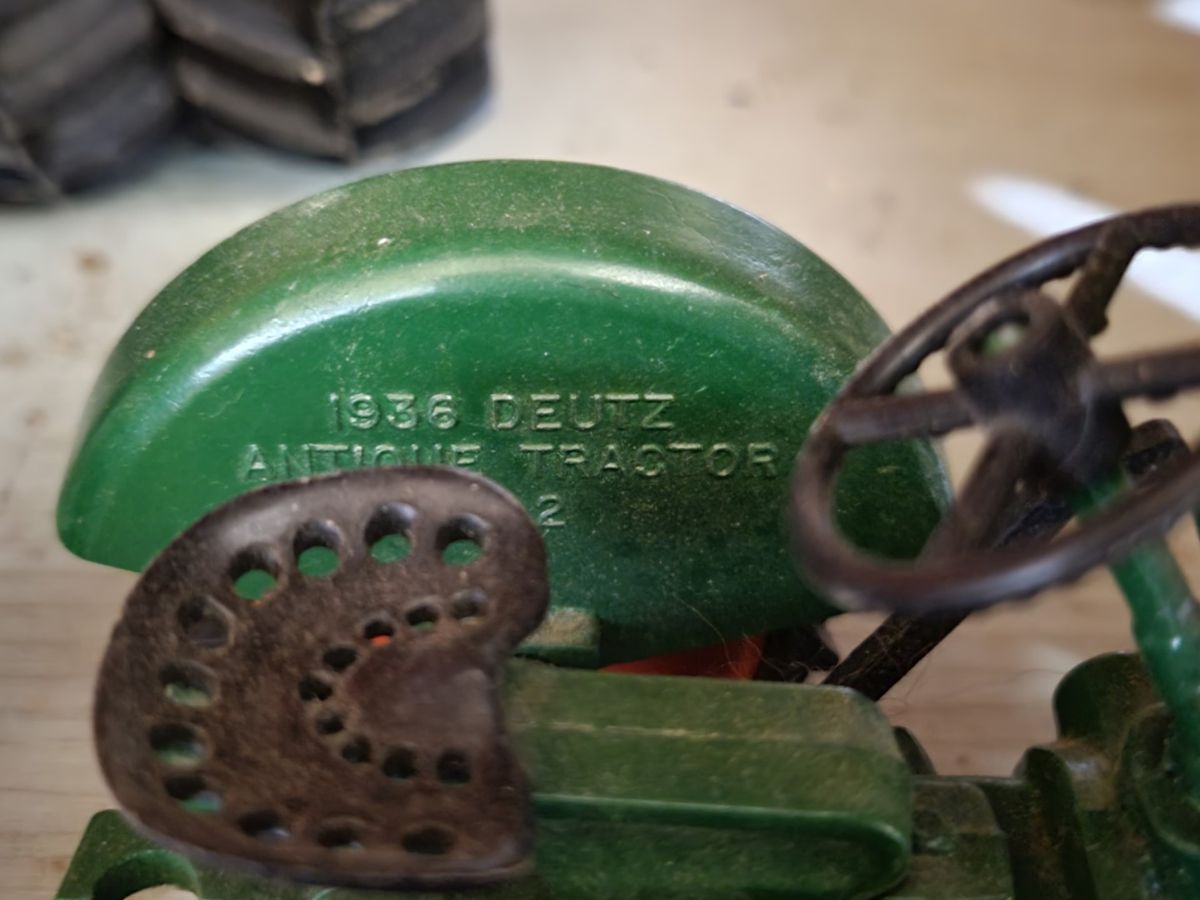 1936 DEUTZ
ANTIQUE TRACTOR
2